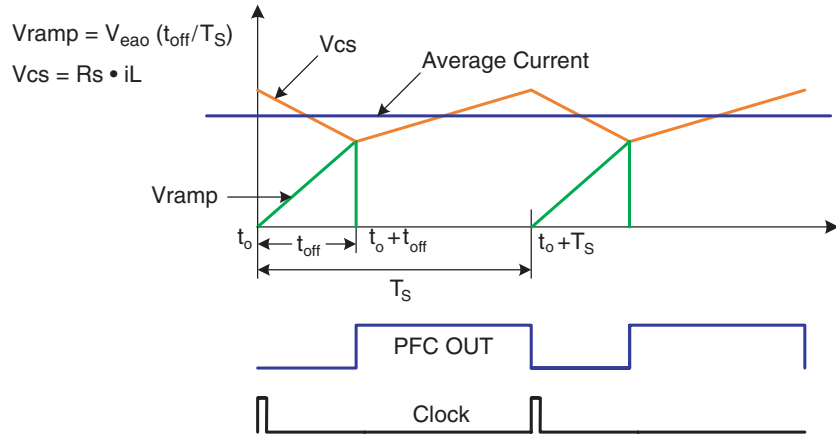 Vramp = Veao (toff/TS)
Vcs = Rs • iL
Vcs
Average Current
Vramp
to
toff
to + toff
to + TS
TS
PFC OUT
Clock